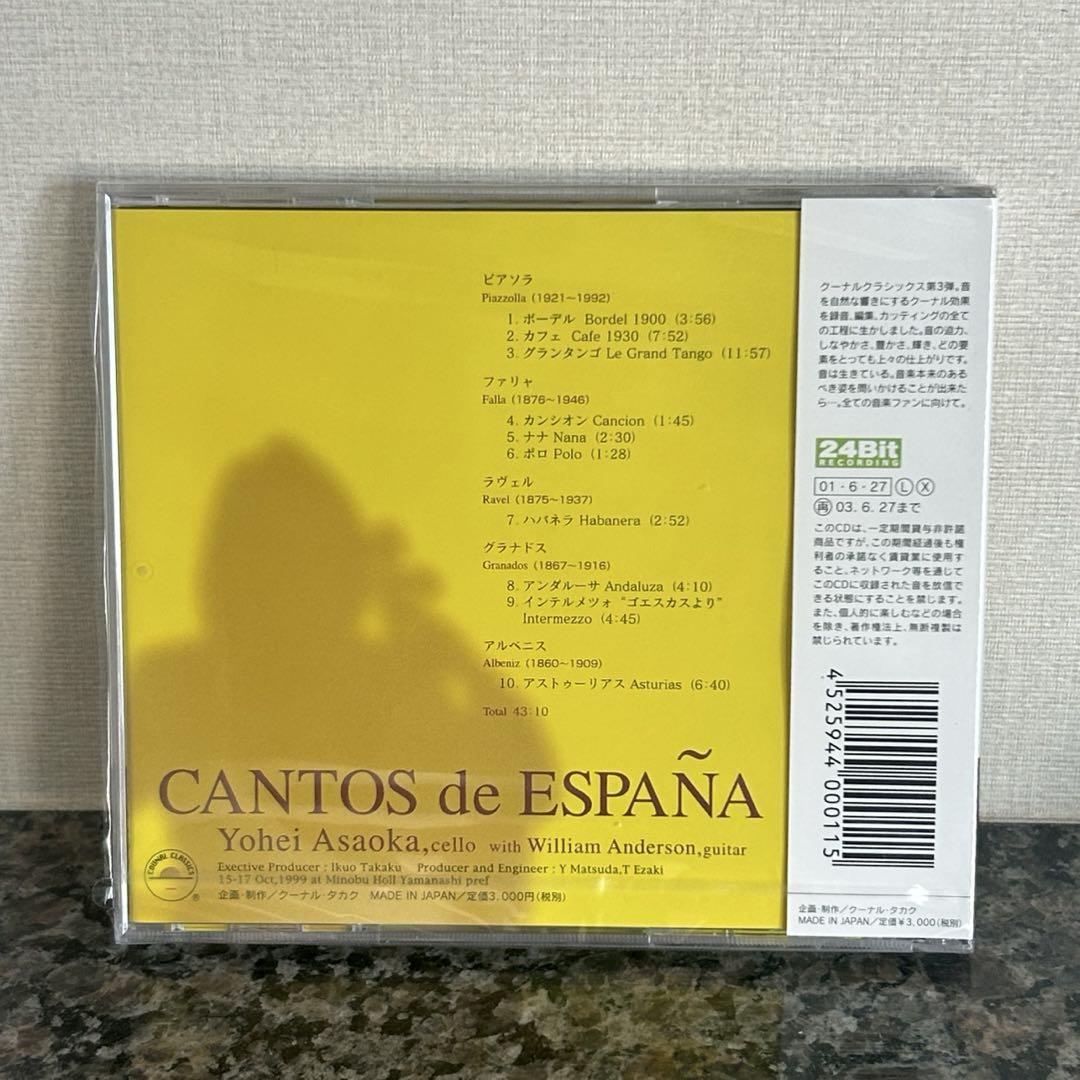 ピアソラ
Piazzolla (1921〜1992)
1. ボーデル Bordel 1900 (3:56)
2. カフェ Cafe 1930 (7:52)
3. グランタンゴ Le Grand Tango (11:57)
ファリャ
Falla (1876〜1946)
4. カンシオン Cancion (1:45)
5. ナナ Nana (2:30)
6. ポロ Polo (1:28)
ラヴェル
Ravel (1875〜1937)
7. ハバネラ Habanera (2:52)
グラナドス
Granados (1867〜1916)
8. アンダルーサ Andaluza (4:10)
9. インテルメツォ “ゴエスカスより”
Intermezzo (4:45)
アルベニス
Albeniz (1860〜1909)
10. アストゥーリアス Asturias (6:40)
Total 43:10
CANTOS de ESPAÑA
Yohei Asaoka,cello with William Anderson,guitar
Exective Producer : Ikuo Takaku Producer and Engineer : Y Matsuda,T Ezaki
15-17 Oct,1999 at Minobu Holl Yamanashi pref
企画・制作/クーナル・タカク MADE IN JAPAN/定価3,000円(税別)
®
クーナルクラシックス第3弾。音
を自然な響きにするクーナル効果
を録音、編集、カッティングの全て
の工程に生かしました。音の迫力、
しなやかさ、豊かさ、輝き、どの要
素をとっても上々の仕上がりです。
音は生きている。音楽本来のある
べき姿を問いかけることが出来た
ら…。全ての音楽ファンに向けて。
24Bit
RECORDING
01-6-27 Ⓛ Ⓧ
㊢03.6.27まで
このCDは、一定期間貸与非許諾
商品ですが、この期間経過後も権
利者の承諾なく賃貸業に使用す
ること、ネットワーク等を通じて
このCDに収録された音を放信で
きる状態にすることを禁じます。
また、個人的に楽しむなどの場合
を除き、著作権法上、無断複製は
禁じられています。
4 525944 000115
企画・制作/クーナル・タカク
MADE IN JAPAN/定価¥3,000(税別)